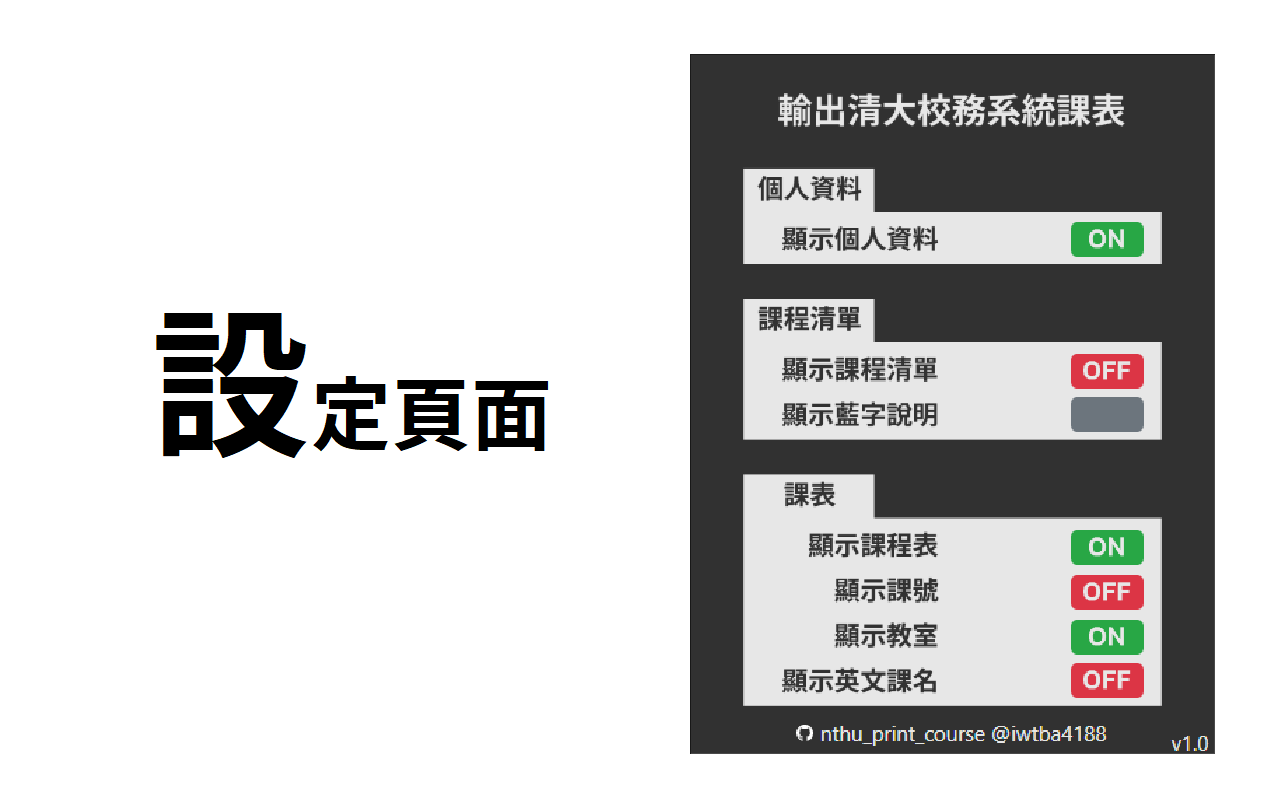 設定頁面
輸出清大校務系統課表
個人資料
顯示個人資料 ON
課程清單
顯示課程清單 OFF
顯示藍字說明
課表
顯示課程表 ON
顯示課號 OFF
顯示教室 ON
顯示英文課名 OFF
nthu_print_course @iwtba4188
v1.0